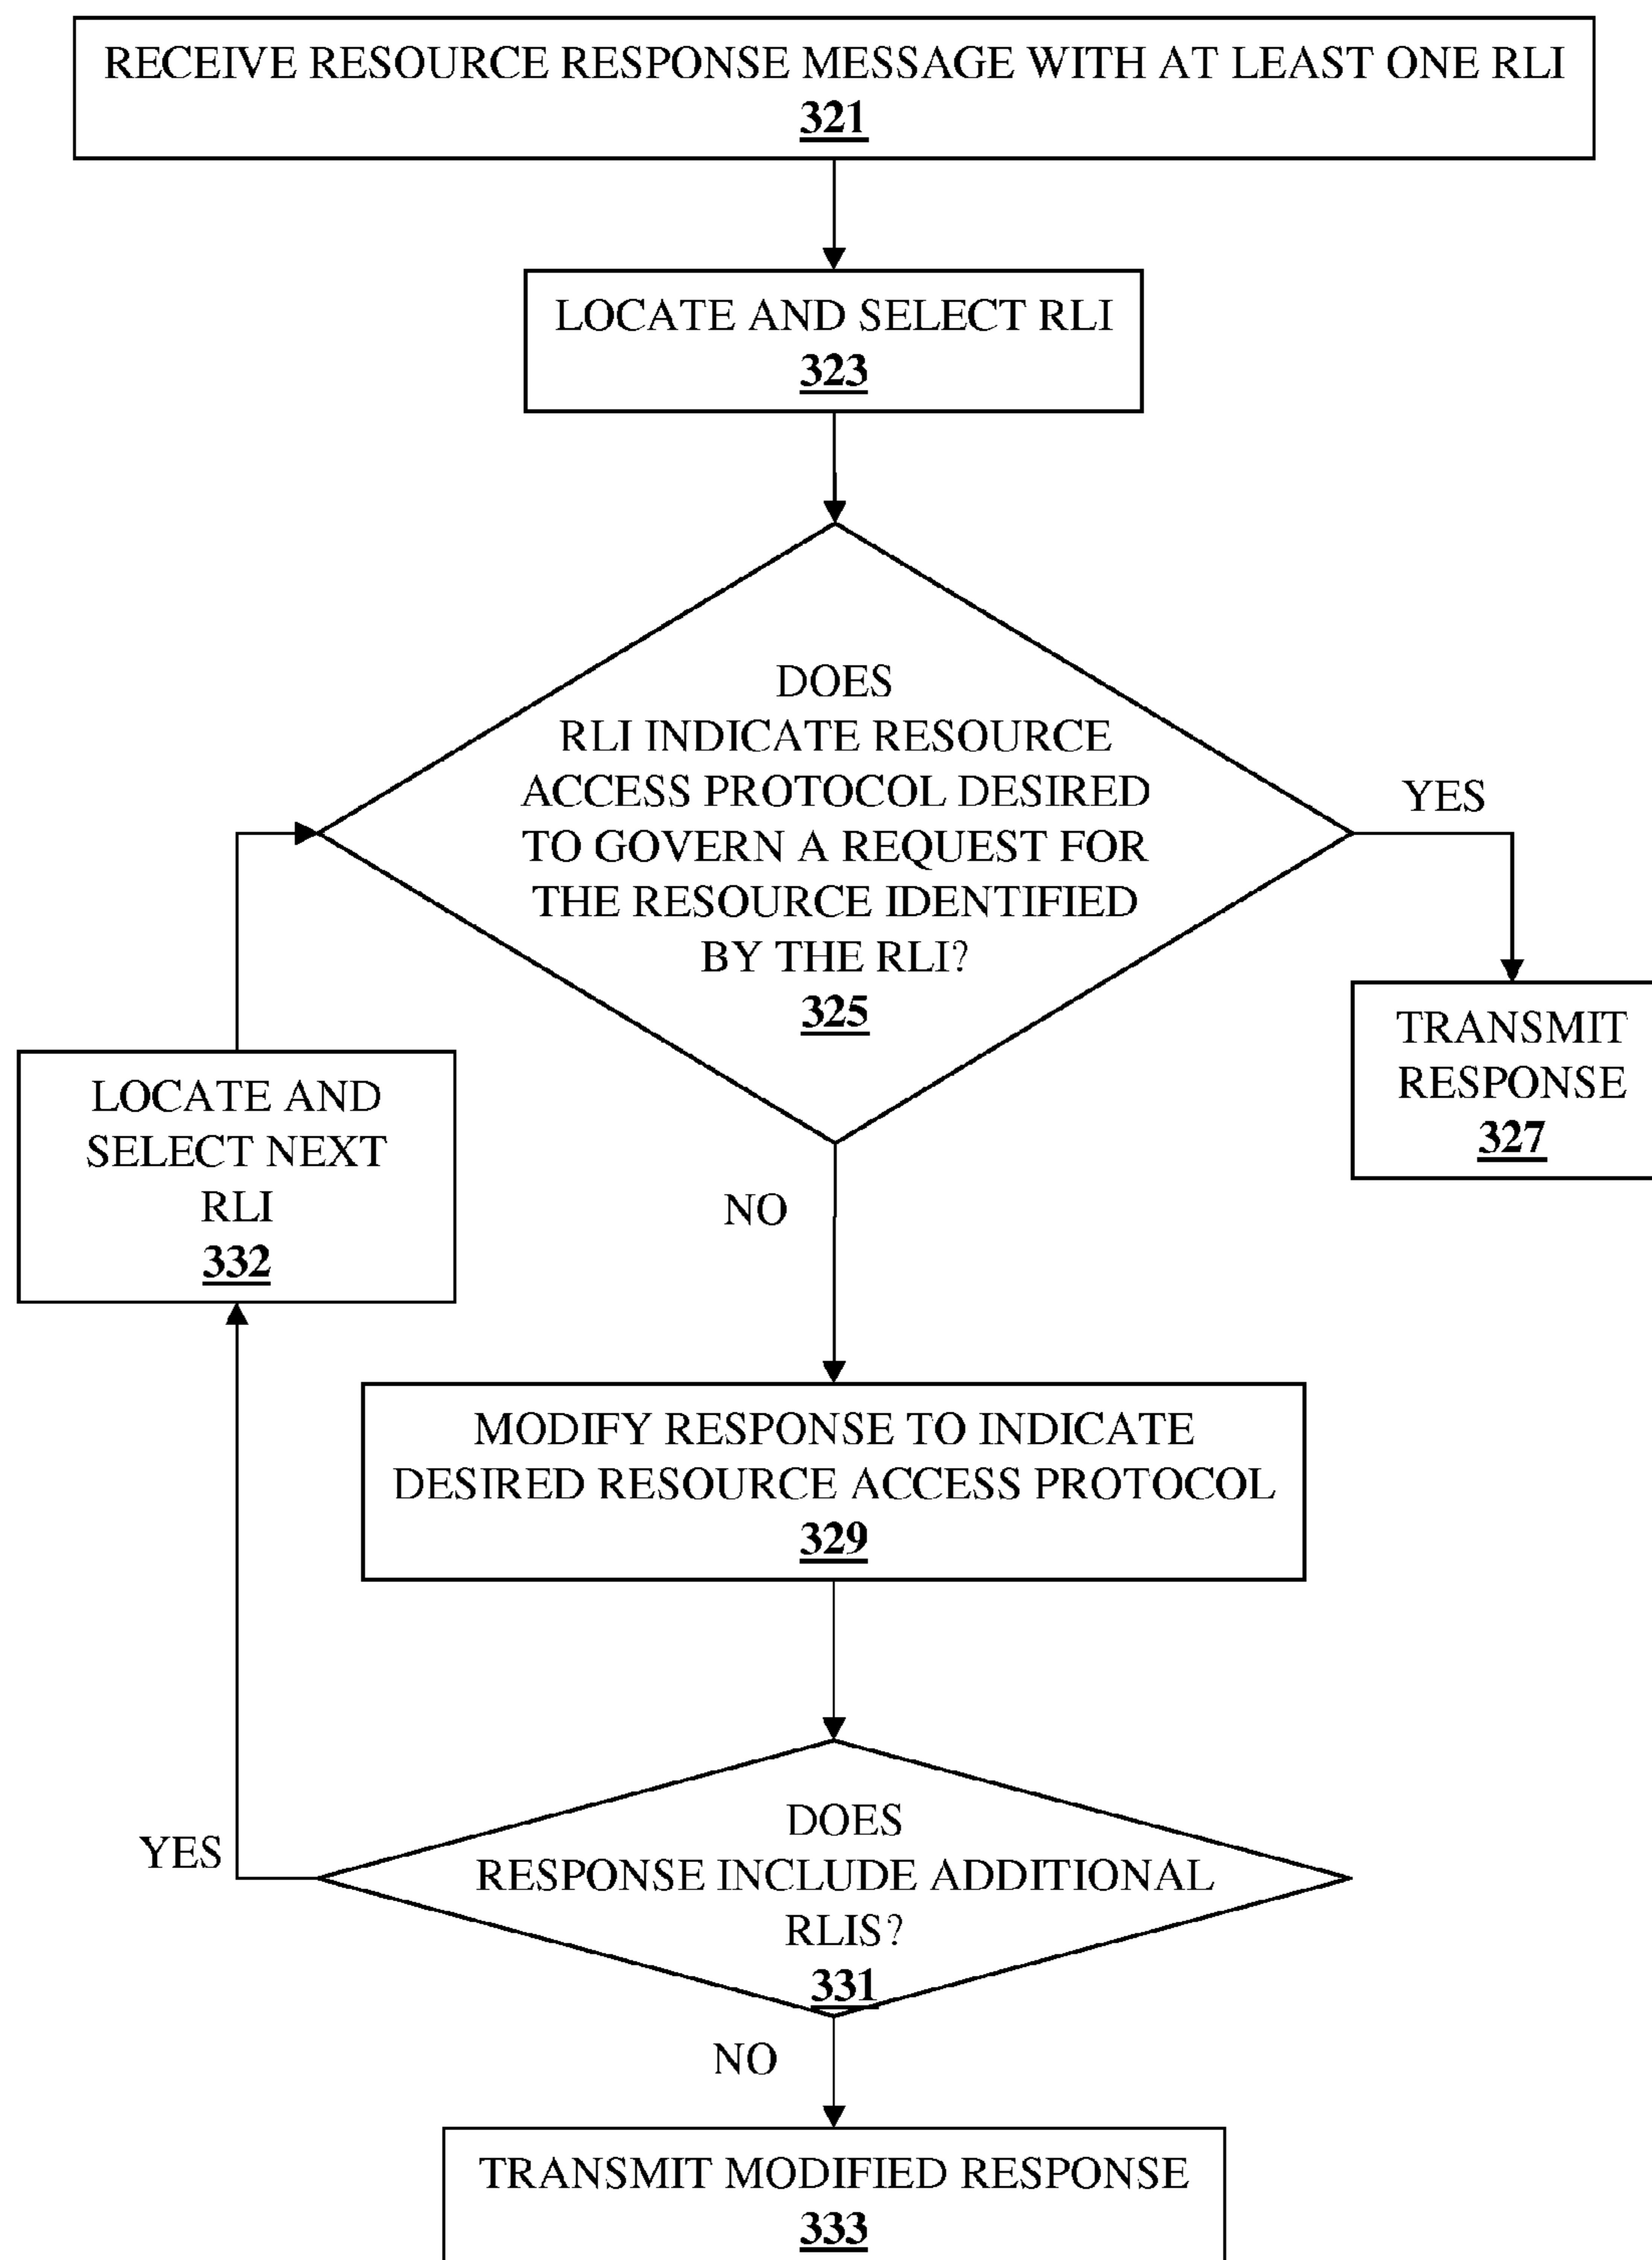 RECEIVE RESOURCE RESPONSE MESSAGE WITH AT LEAST ONE RLI
321
LOCATE AND SELECT RLI
323
DOES
RLI INDICATE RESOURCE
ACCESS PROTOCOL DESIRED
TO GOVERN A REQUEST FOR
THE RESOURCE IDENTIFIED
BY THE RLI?
325
YES
TRANSMIT
RESPONSE
327
LOCATE AND
SELECT NEXT
RLI
332
NO
MODIFY RESPONSE TO INDICATE
DESIRED RESOURCE ACCESS PROTOCOL
329
DOES
RESPONSE INCLUDE ADDITIONAL
RLIS?
331
YES
NO
TRANSMIT MODIFIED RESPONSE
333